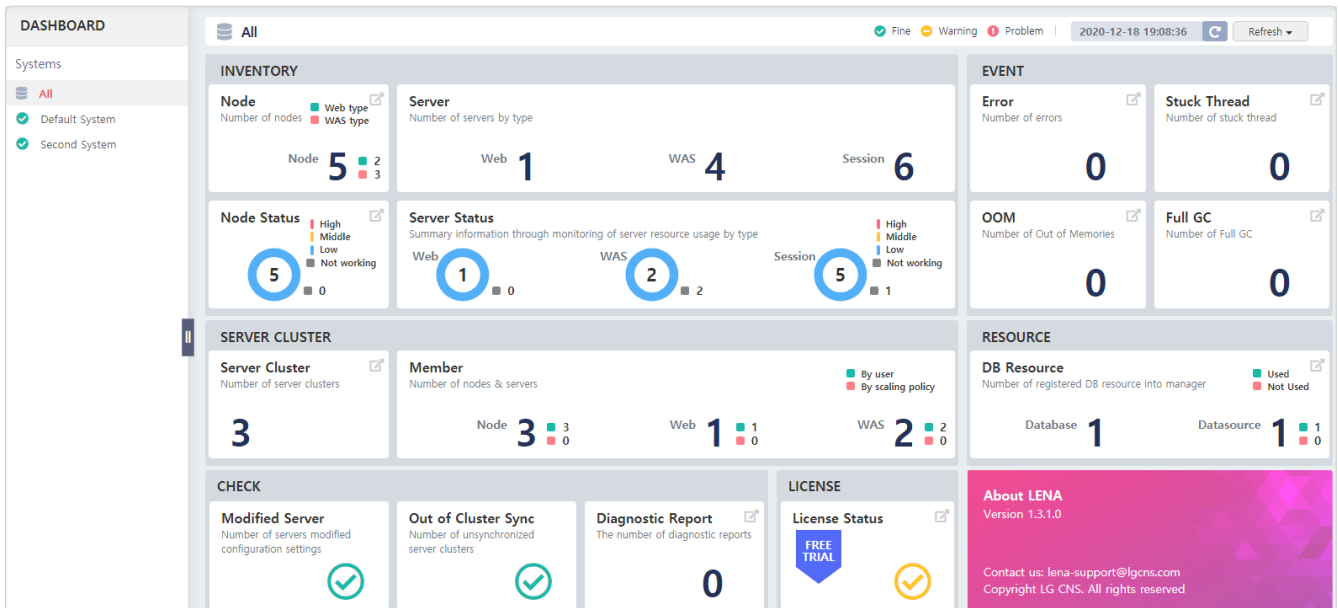 DASHBOARD
Systems
All
Default System
Second System
All
Fine Warning Problem 2020-12-18 19:08:36 Refresh
INVENTORY
Node
Number of nodes
Web type
WAS type
Node 5 2
3
Server
Number of servers by type
Web 1 WAS 4 Session 6
Node Status
High
Middle
Low
Not working
5 0
Server Status
Summary information through monitoring of server resource usage by type
High
Middle
Low
Not working
Web 1 0 WAS 2 2 Session 5 1
EVENT
Error
Number of errors
0
Stuck Thread
Number of stuck thread
0
OOM
Number of Out of Memories
0
Full GC
Number of Full GC
0
SERVER CLUSTER
Server Cluster
Number of server clusters
3
Member
Number of nodes & servers
By user
By scaling policy
Node 3 3
0
Web 1 1
0
WAS 2 2
0
RESOURCE
DB Resource
Number of registered DB resource into manager
Used
Not Used
Database 1 Datasource 1 1
0
CHECK
Modified Server
Number of servers modified
configuration settings
Out of Cluster Sync
Number of unsynchronized
server clusters
Diagnostic Report
The number of diagnostic reports
0
LICENSE
License Status
FREE
TRIAL
About LENA
Version 1.3.1.0
Contact us: lena-support@lgcns.com
Copyright LG CNS. All rights reserved